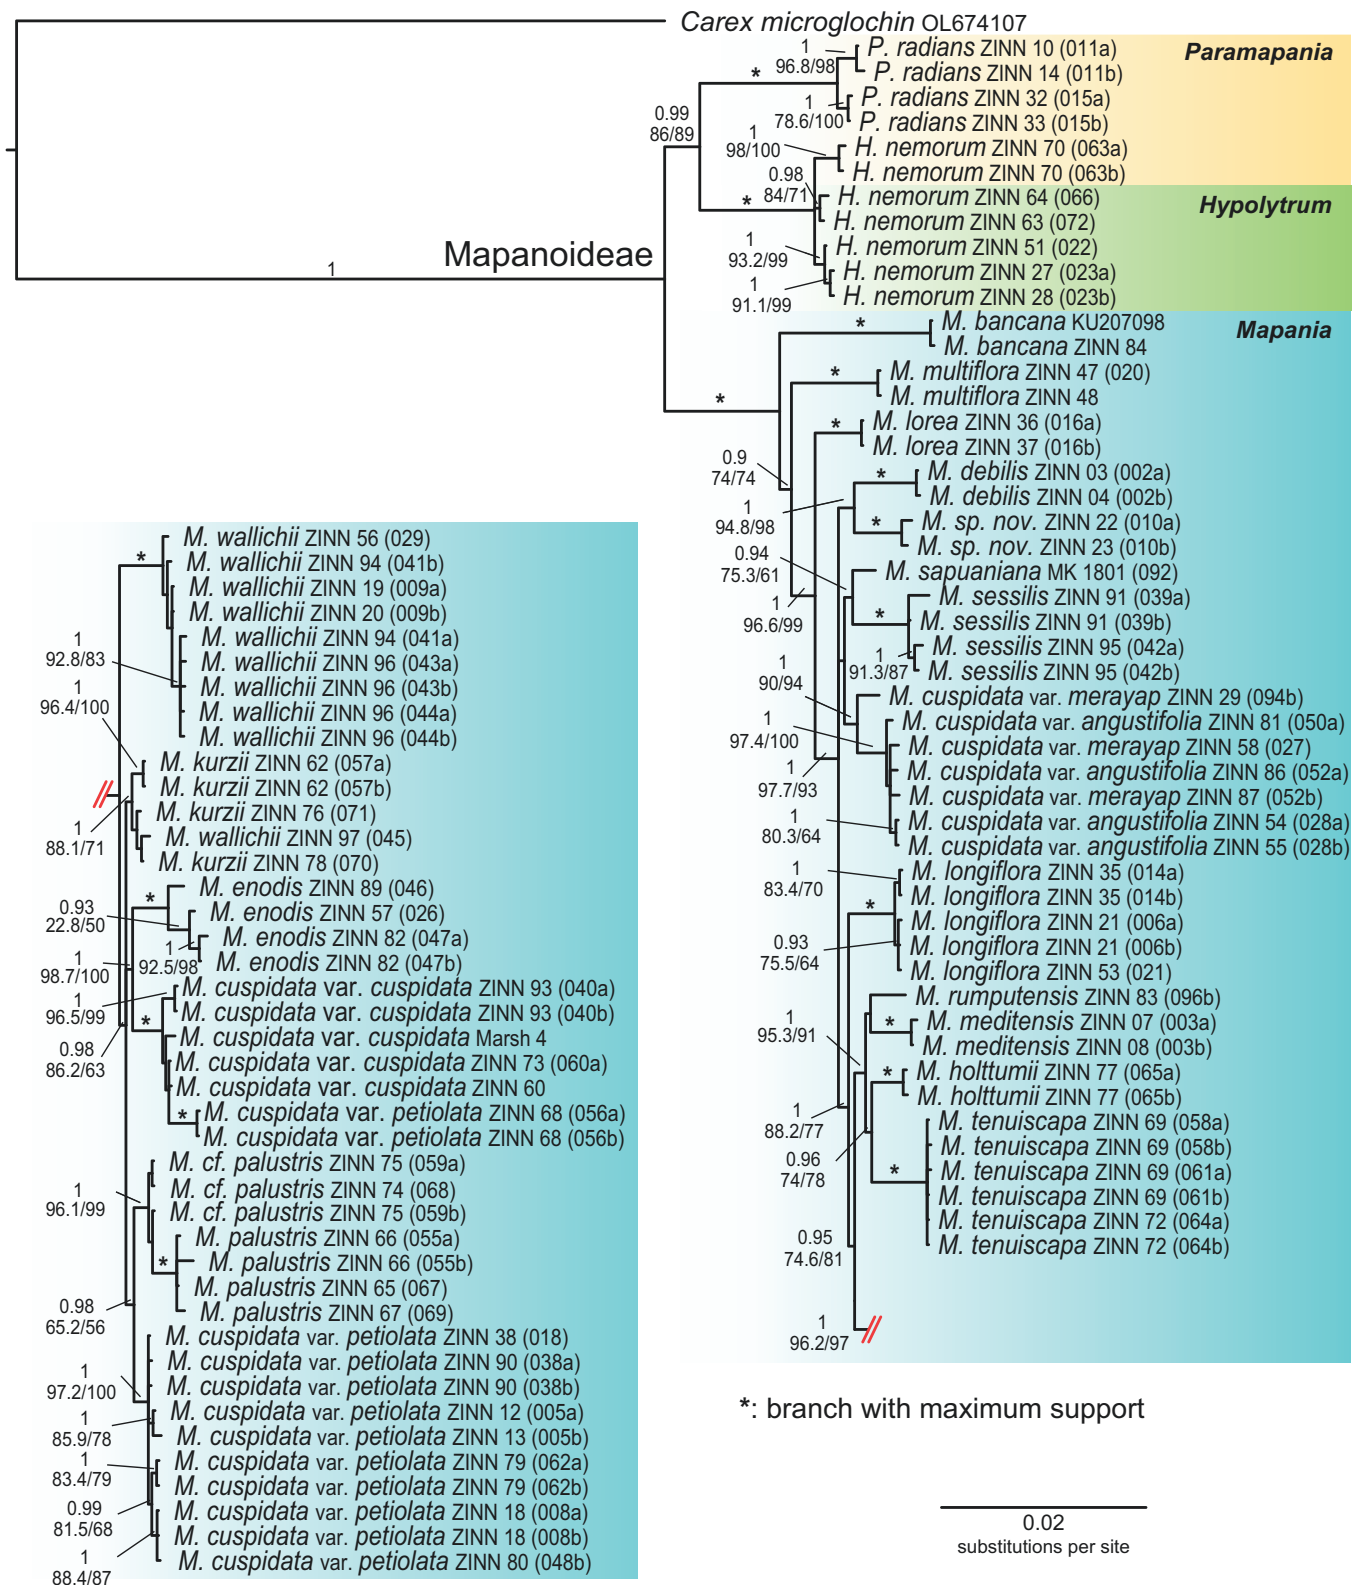 Carex microglochin OL674107
Paramapania
1
96.8/98
P. radians ZINN 10 (011a)
P. radians ZINN 14 (011b)
*
1
78.6/100
P. radians ZINN 32 (015a)
P. radians ZINN 33 (015b)
0.99
86/89
1
98/100
H. nemorum ZINN 70 (063a)
H. nemorum ZINN 70 (063b)
0.98
84/71
*
Hypolytrum
H. nemorum ZINN 64 (066)
H. nemorum ZINN 63 (072)
1
93.2/99
H. nemorum ZINN 51 (022)
1
91.1/99
H. nemorum ZINN 27 (023a)
H. nemorum ZINN 28 (023b)
Mapanoideae
1
Mapania
*
M. bancana KU207098
M. bancana ZINN 84
*
M. multiflora ZINN 47 (020)
M. multiflora ZINN 48
*
*
M. lorea ZINN 36 (016a)
M. lorea ZINN 37 (016b)
0.9
74/74
*
M. debilis ZINN 03 (002a)
M. debilis ZINN 04 (002b)
1
94.8/98
*
M. sp. nov. ZINN 22 (010a)
M. sp. nov. ZINN 23 (010b)
0.94
75.3/61
M. sapuaniana MK 1801 (092)
*
M. sessilis ZINN 91 (039a)
M. sessilis ZINN 91 (039b)
1
96.6/99
1
91.3/87
M. sessilis ZINN 95 (042a)
M. sessilis ZINN 95 (042b)
1
90/94
M. cuspidata var. merayap ZINN 29 (094b)
1
97.4/100
M. cuspidata var. angustifolia ZINN 81 (050a)
M. cuspidata var. merayap ZINN 58 (027)
M. cuspidata var. angustifolia ZINN 86 (052a)
M. cuspidata var. merayap ZINN 87 (052b)
1
97.7/93
1
80.3/64
M. cuspidata var. angustifolia ZINN 54 (028a)
M. cuspidata var. angustifolia ZINN 55 (028b)
1
83.4/70
M. longiflora ZINN 35 (014a)
M. longiflora ZINN 35 (014b)
*
0.93
75.5/64
M. longiflora ZINN 21 (006a)
M. longiflora ZINN 21 (006b)
M. longiflora ZINN 53 (021)
1
95.3/91
M. rumputensis ZINN 83 (096b)
*
M. meditensis ZINN 07 (003a)
M. meditensis ZINN 08 (003b)
*
M. holttumii ZINN 77 (065a)
M. holttumii ZINN 77 (065b)
1
88.2/77
0.96
74/78
*
M. tenuiscapa ZINN 69 (058a)
M. tenuiscapa ZINN 69 (058b)
M. tenuiscapa ZINN 69 (061a)
M. tenuiscapa ZINN 69 (061b)
M. tenuiscapa ZINN 72 (064a)
M. tenuiscapa ZINN 72 (064b)
0.95
74.6/81
1
96.2/97
M. wallichii ZINN 56 (029)
*
M. wallichii ZINN 94 (041b)
M. wallichii ZINN 19 (009a)
M. wallichii ZINN 20 (009b)
1
92.8/83
M. wallichii ZINN 94 (041a)
M. wallichii ZINN 96 (043a)
M. wallichii ZINN 96 (043b)
M. wallichii ZINN 96 (044a)
M. wallichii ZINN 96 (044b)
1
96.4/100
M. kurzii ZINN 62 (057a)
M. kurzii ZINN 62 (057b)
M. kurzii ZINN 76 (071)
1
88.1/71
M. wallichii ZINN 97 (045)
M. kurzii ZINN 78 (070)
*
M. enodis ZINN 89 (046)
0.93
22.8/50
M. enodis ZINN 57 (026)
1
92.5/98
M. enodis ZINN 82 (047a)
M. enodis ZINN 82 (047b)
1
98.7/100
1
96.5/99
M. cuspidata var. cuspidata ZINN 93 (040a)
M. cuspidata var. cuspidata ZINN 93 (040b)
*
M. cuspidata var. cuspidata Marsh 4
M. cuspidata var. cuspidata ZINN 73 (060a)
M. cuspidata var. cuspidata ZINN 60
0.98
86.2/63
*
M. cuspidata var. petiolata ZINN 68 (056a)
M. cuspidata var. petiolata ZINN 68 (056b)
M. cf. palustris ZINN 75 (059a)
M. cf. palustris ZINN 74 (068)
M. cf. palustris ZINN 75 (059b)
1
96.1/99
*
M. palustris ZINN 66 (055a)
M. palustris ZINN 66 (055b)
M. palustris ZINN 65 (067)
M. palustris ZINN 67 (069)
0.98
65.2/56
M. cuspidata var. petiolata ZINN 38 (018)
M. cuspidata var. petiolata ZINN 90 (038a)
M. cuspidata var. petiolata ZINN 90 (038b)
1
97.2/100
1
85.9/78
M. cuspidata var. petiolata ZINN 12 (005a)
M. cuspidata var. petiolata ZINN 13 (005b)
1
83.4/79
M. cuspidata var. petiolata ZINN 79 (062a)
M. cuspidata var. petiolata ZINN 79 (062b)
0.99
81.5/68
M. cuspidata var. petiolata ZINN 18 (008a)
M. cuspidata var. petiolata ZINN 18 (008b)
M. cuspidata var. petiolata ZINN 80 (048b)
1
88.4/87
*: branch with maximum support
0.02
substitutions per site